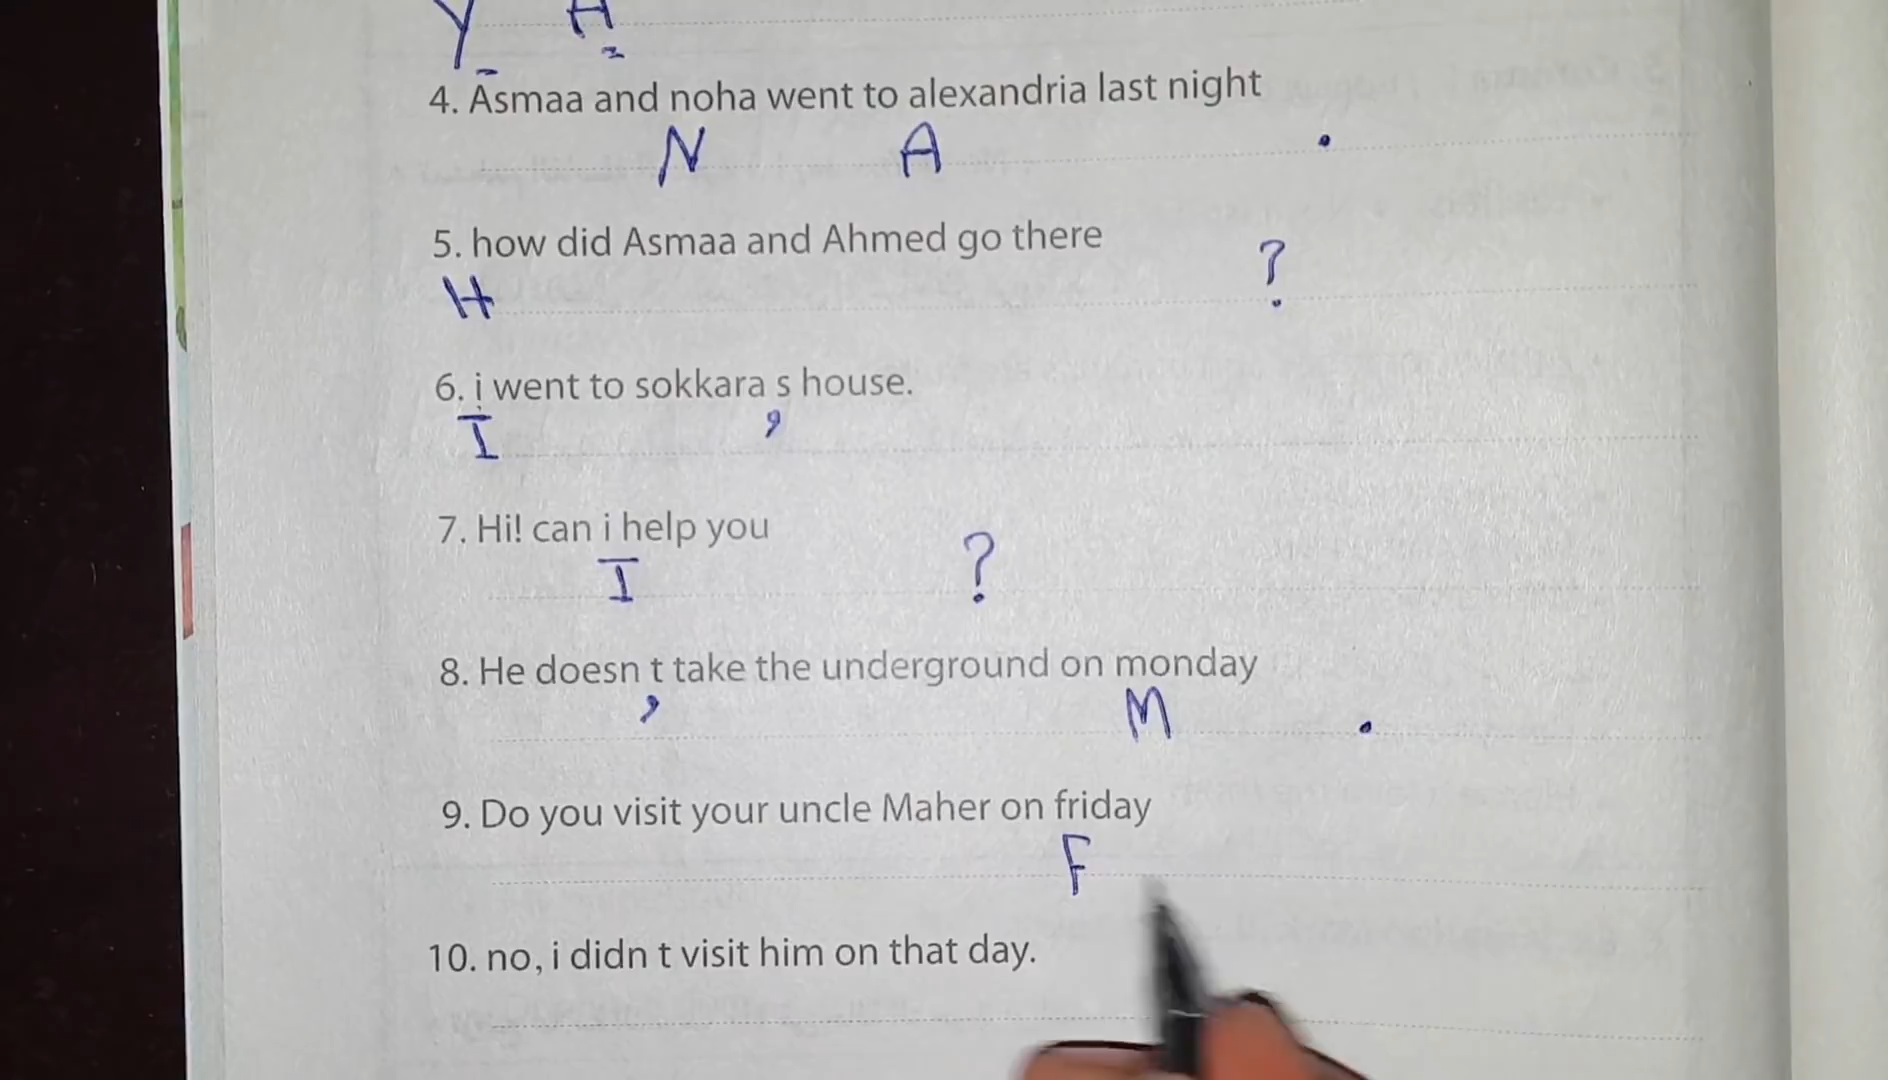 Y H
4. Asmaa and noha went to alexandria last night
N A .
5. how did Asmaa and Ahmed go there
H ?
6. i went to sokkara s house.
I ,
7. Hi! can i help you
I ?
8. He doesn t take the underground on monday
, M .
9. Do you visit your uncle Maher on friday
F
10. no, i didn t visit him on that day.